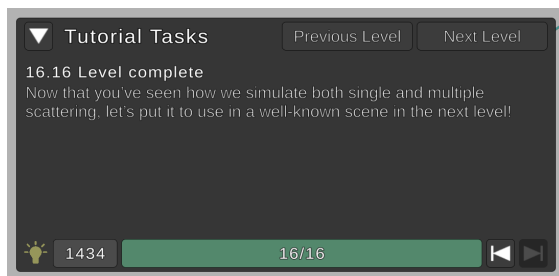 Tutorial Tasks
Previous Level
Next Level
16.16 Level complete
Now that you've seen how we simulate both single and multiple
scattering, let's put it to use in a well-known scene in the next level!
1434
16/16